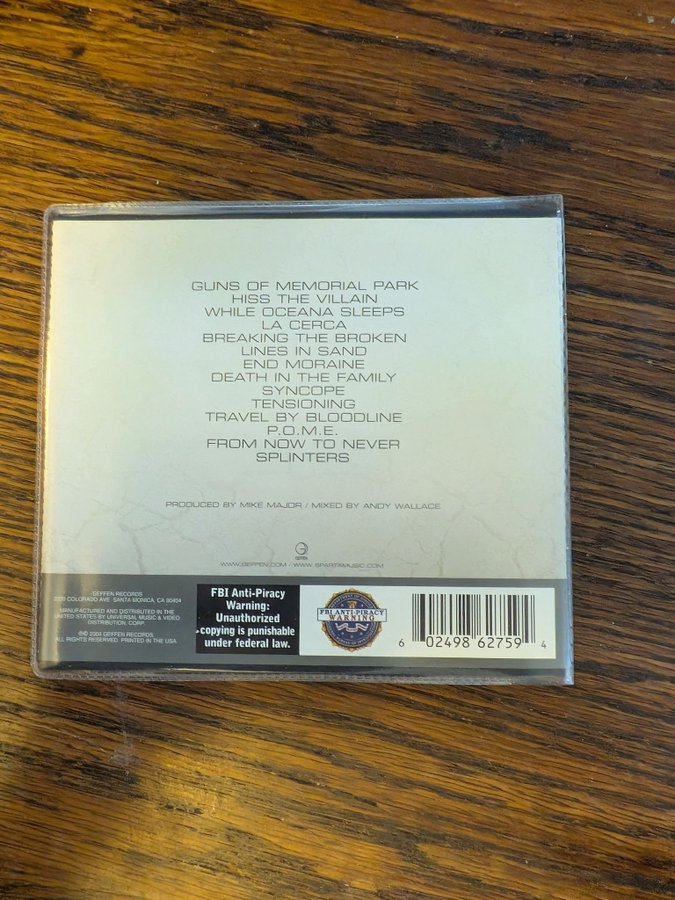 GUNS OF MEMORIAL PARK
HISS THE VILLAIN
WHILE OCEANA SLEEPS
LA CERCA
BREAKING THE BROKEN
LINES IN SAND
END MORAINE
DEATH IN THE FAMILY
SYNCOPE
TENSIONING
TRAVEL BY BLOODLINE
P.O.M.E.
FROM NOW TO NEVER
SPLINTERS
PRODUCED BY MIKE MAJOR / MIXED BY ANDY WALLACE
G
GEFFEN
WWW.GEFFEN.COM / WWW.SPARTAMUSIC.COM
GEFFEN RECORDS
2220 COLORADO AVE SANTA MONICA, CA 90404
MANUFACTURED AND DISTRIBUTED IN THE
UNITED STATES BY UNIVERSAL MUSIC & VIDEO
DISTRIBUTION, CORP.
℗© 2004 GEFFEN RECORDS.
ALL RIGHTS RESERVED. PRINTED IN THE USA.
FBI Anti-Piracy
Warning:
Unauthorized
copying is punishable
under federal law.
FBI ANTI-PIRACY
WARNING
6 02498 62759 4